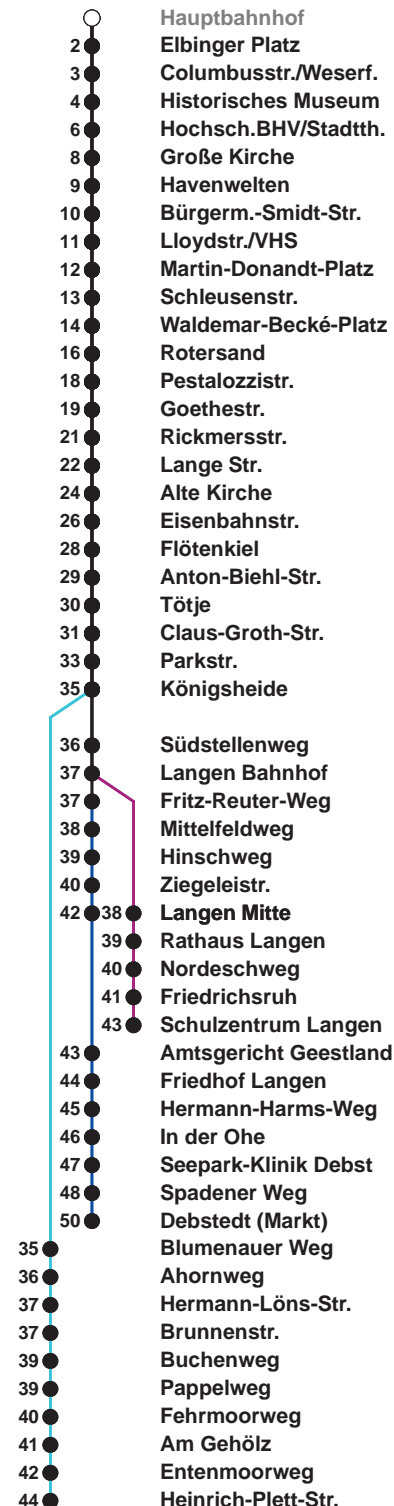 Hauptbahnhof
2 Elbinger Platz
3 Columbusstr./Weserf.
4 Historisches Museum
6 Hochsch.BHV/Stadtth.
8 Große Kirche
9 Havenwelten
10 Bürgerm.-Smidt-Str.
11 Lloydstr./VHS
12 Martin-Donandt-Platz
13 Schleusenstr.
14 Waldemar-Becké-Platz
16 Rotersand
18 Pestalozzistr.
19 Goethestr.
21 Rickmersstr.
22 Lange Str.
24 Alte Kirche
26 Eisenbahnstr.
28 Flötenkiel
29 Anton-Biehl-Str.
30 Tötje
31 Claus-Groth-Str.
33 Parkstr.
35 Königsheide
36 Südstellenweg
37 Langen Bahnhof
37 Fritz-Reuter-Weg
38 Mittelfeldweg
39 Hinschweg
40 Ziegeleistr.
42 38 Langen Mitte
39 Rathaus Langen
40 Nordeschweg
41 Friedrichsruh
43 Schulzentrum Langen
43 Amtsgericht Geestland
44 Friedhof Langen
45 Hermann-Harms-Weg
46 In der Ohe
47 Seepark-Klinik Debst
48 Spadener Weg
50 Debstedt (Markt)
35 Blumenauer Weg
36 Ahornweg
37 Hermann-Löns-Str.
37 Brunnenstr.
39 Buchenweg
39 Pappelweg
40 Fehrmoorweg
41 Am Gehölz
42 Entenmoorweg
44 Heinrich-Plett-Str.